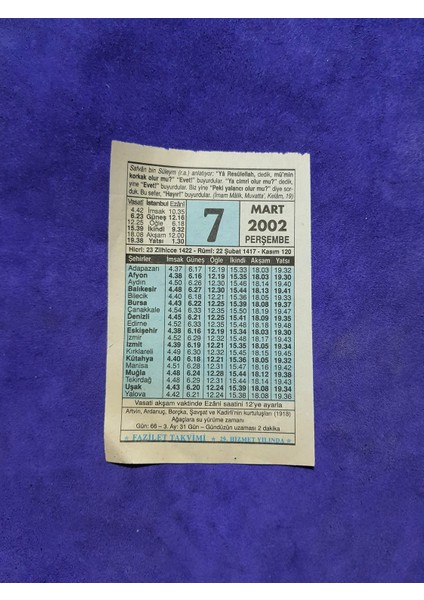 Safvân bin Süleym (r.a.) anlatıyor: "Yâ Resûlellah, dedik, mü'min
korkak olur mu?" "Evet!" buyurdular. "Ya cimri olur mu?" dedik,
yine "Evet!" buyurdular. Biz yine "Peki yalancı olur mu?" diye sor-
duk. Bu sefer, "Hayır!" buyurdular. (İmam Mâlik, Muvatta', Kelâm, 19)
Vasatî İstanbul Ezânî
4.42 İmsak 10.35
6.23 Güneş 12.16
12.25 Öğle 6.18
15.39 İkindi 9.32
18.08 Akşam 12.00
19.38 Yatsı 1.30
7
MART
2002
PERŞEMBE
Hicrî: 23 Zilhicce 1422 - Rûmî: 22 Şubat 1417 - Kasım 120
Şehirler İmsak Güneş Öğle İkindi Akşam Yatsı
Adapazarı 4.37 6.17 12.19 15.33 18.03 19.32
Afyon 4.38 6.16 12.19 15.35 18.03 19.30
Aydın 4.50 6.26 12.30 15.46 18.14 19.40
Balıkesir 4.48 6.27 12.30 15.44 18.13 19.41
Bilecik 4.40 6.18 12.21 15.35 18.05 19.33
Bursa 4.43 6.22 12.25 15.39 18.08 19.37
Çanakkale 4.54 6.33 12.35 15.50 18.19 19.47
Denizli 4.45 6.21 12.25 15.41 18.09 19.35
Edirne 4.52 6.33 12.35 15.48 18.18 19.48
Eskişehir 4.38 6.16 12.19 15.34 18.03 19.30
İzmir 4.52 6.29 12.32 15.48 18.16 19.43
İzmit 4.39 6.19 12.21 15.35 18.05 19.34
Kırklareli 4.49 6.30 12.32 15.45 18.15 19.45
Kütahya 4.40 6.18 12.21 15.36 18.05 19.32
Manisa 4.51 6.28 12.31 15.47 18.15 19.42
Muğla 4.48 6.24 12.28 15.44 18.12 19.38
Tekirdağ 4.48 6.28 12.31 15.44 18.14 19.43
Uşak 4.43 6.20 12.24 15.39 18.08 19.34
Yalova 4.42 6.21 12.24 15.38 18.08 19.36
Vasatî akşam vaktinde Ezânî saatini 12'ye ayarla
Artvin, Ardanuç, Borçka, Şavşat ve Kadirli'nin kurtuluşları (1918)
Ağaçlara su yürüme zamanı
Gün: 66 – 3. Ay: 31 Gün – Gündüzün uzaması 2 dakika
FAZİLET TAKVİMİ 29. HİZMET YILINDA